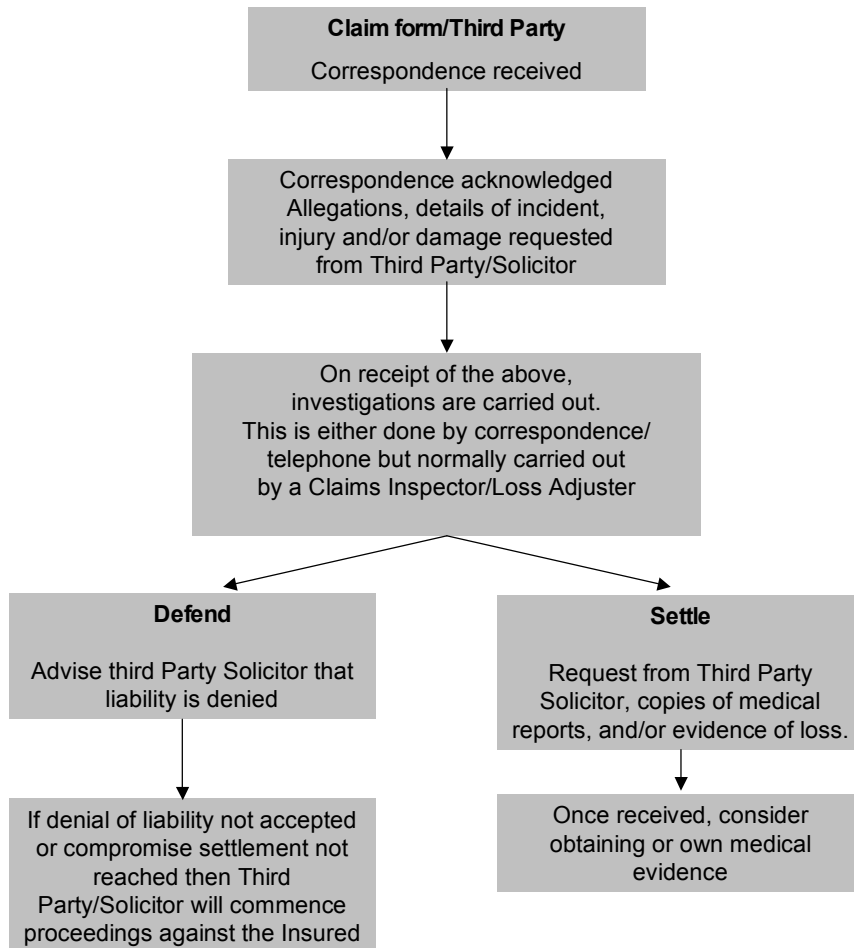 Claim form/Third Party
Correspondence received
Correspondence acknowledged
Allegations, details of incident,
injury and/or damage requested
from Third Party/Solicitor
On receipt of the above,
investigations are carried out.
This is either done by correspondence/
telephone but normally carried out
by a Claims Inspector/Loss Adjuster
Defend
Advise third Party Solicitor that
liability is denied
If denial of liability not accepted
or compromise settlement not
reached then Third
Party/Solicitor will commence
proceedings against the Insured
Settle
Request from Third Party
Solicitor, copies of medical
reports, and/or evidence of loss.
Once received, consider
obtaining or own medical
evidence